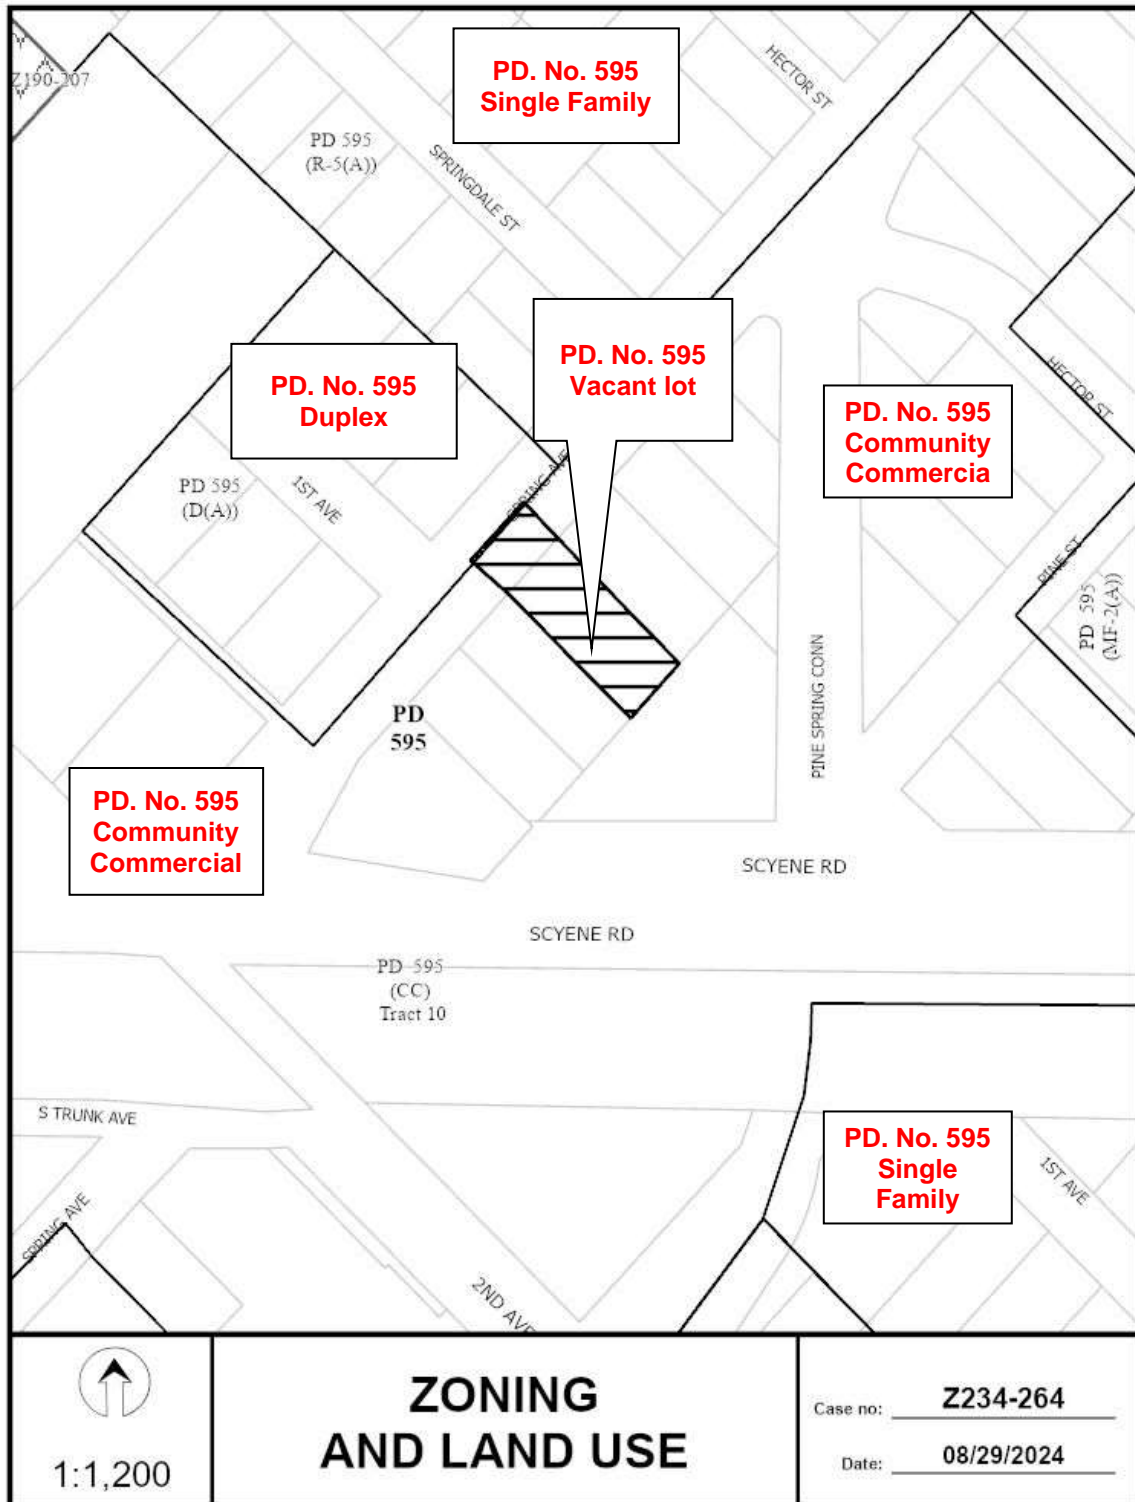 PD. No. 595
Single Family
HECTOR ST
Z190-207
PD 595
(R-5(A))
SPRINGDALE ST
PD. No. 595
Vacant lot
PD. No. 595
Duplex
HECTOR ST
PD. No. 595
Community
Commercia
SPRING AVE
PD 595
(D(A))
1ST AVE
PINE ST
PD 595
(MF-2(A))
PINE SPRING CONN
PD
595
PD. No. 595
Community
Commercial
SCYENE RD
SCYENE RD
PD 595
(CC)
Tract 10
S TRUNK AVE
PD. No. 595
Single
Family
1ST AVE
SPRING AVE
2ND AVE
1:1,200
ZONING
AND LAND USE
Case no: Z234-264
Date: 08/29/2024